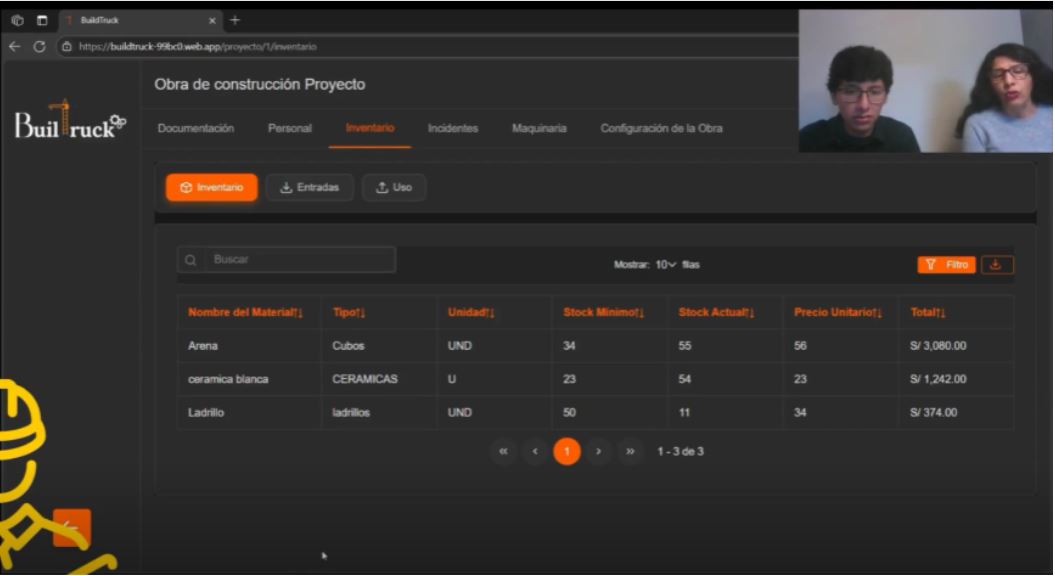 BuildTruck
https://buildtruck-99bc0.web.app/proyecto/1/inventario
Obra de construcción Proyecto
Buil ruck
Documentación Personal Inventario Incidentes Maquinaria Configuración de la Obra
Inventario Entradas Uso
Buscar Mostrar: 10 filas Filtro
Nombre del Material Tipo Unidad Stock Mínimo Stock Actual Precio Unitario Total
Arena Cubos UND 34 55 56 S/ 3,080.00
ceramica blanca CERAMICAS U 23 54 23 S/ 1,242.00
Ladrillo ladrillos UND 50 11 34 S/ 374.00
« ‹ 1 › » 1 - 3 de 3